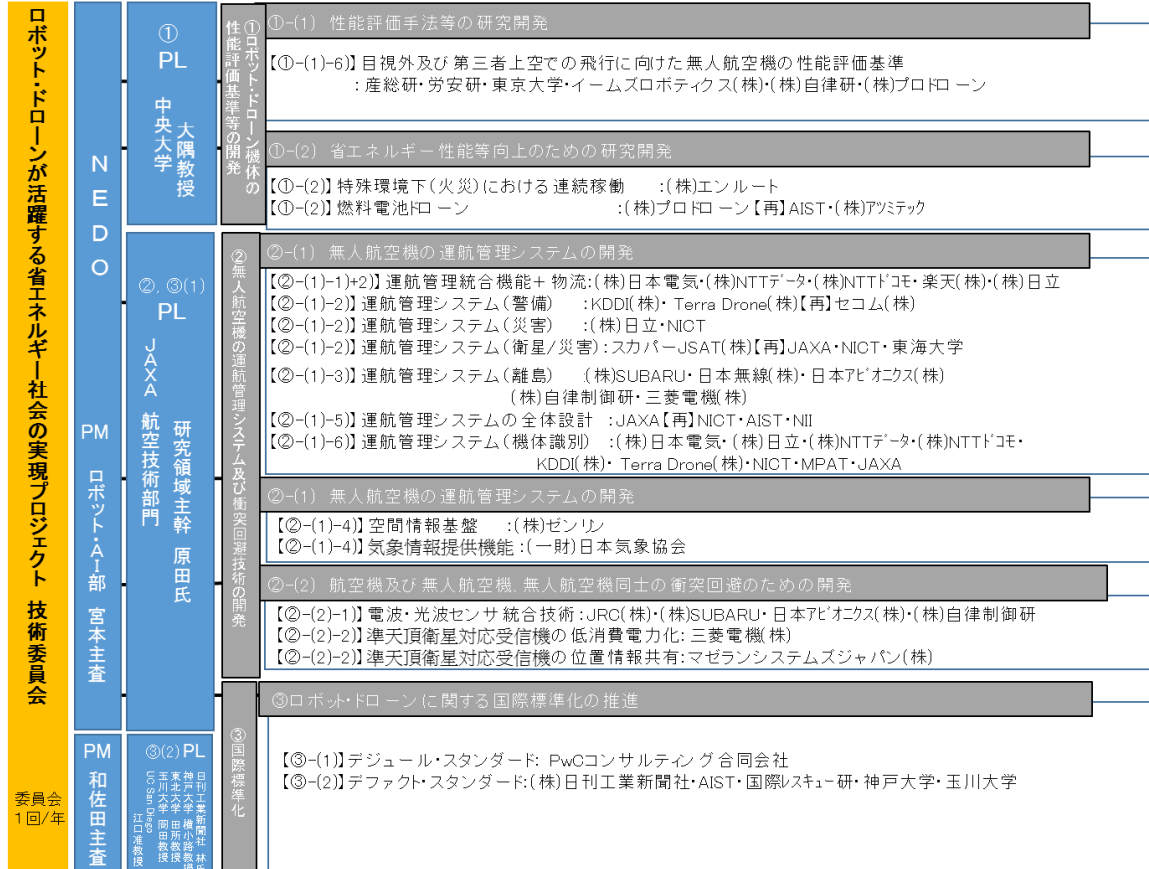 ロボット・ドローンが活躍する省エネルギー社会の実現プロジェクト 技術委員会
委員会
1回/年
NEDO
PM ロボット・AI部 宮本主査
PM 和佐田主査
①
PL
中央大学
大隅教授
②, ③(1)
PL
JAXA 航空技術部門
研究領域主幹 原田氏
③(2) PL
日刊工業新聞社 林氏
神戸大学 横小路教授
東北大学 田所教授
玉川大学 岡田教授
UC San Diego
江口准教授
①ロボット・ドローン機体の
性能評価基準等の開発
①-(1) 性能評価手法等の研究開発
【①-(1)-6)】目視外及び第三者上空での飛行に向けた無人航空機の性能評価基準
:産総研・労安研・東京大学・イームズロボティクス(株)・(株)自律研・(株)プロドローン
①-(2) 省エネルギー性能等向上のための研究開発
【①-(2)】特殊環境下(火災)における連続稼働 :(株)エンルート
【①-(2)】燃料電池ドローン :(株)プロドローン【再】AIST・(株)アツミテック
②無人航空機の運航管理システム及び衝突回避技術の開発
②-(1) 無人航空機の運航管理システムの開発
【②-(1)-1)+2)】運航管理統合機能+物流:(株)日本電気・(株)NTTデータ・(株)NTTドコモ・楽天(株)・(株)日立
【②-(1)-2)】運航管理システム(警備) :KDDI(株)・Terra Drone(株)【再】セコム(株)
【②-(1)-2)】運航管理システム(災害) :(株)日立・NICT
【②-(1)-2)】運航管理システム(衛星/災害):スカパーJSAT(株)【再】JAXA・NICT・東海大学
【②-(1)-3)】運航管理システム(離島) :(株)SUBARU・日本無線(株)・日本アビオニクス(株)
(株)自律制御研・三菱電機(株)
【②-(1)-5)】運航管理システムの全体設計 :JAXA【再】NICT・AIST・NII
【②-(1)-6)】運航管理システム(機体識別) :(株)日本電気・(株)日立・(株)NTTデータ・(株)NTTドコモ・
KDDI(株)・Terra Drone(株)・NICT・MPAT・JAXA
②-(1) 無人航空機の運航管理システムの開発
【②-(1)-4)】空間情報基盤 :(株)ゼンリン
【②-(1)-4)】気象情報提供機能:(一財)日本気象協会
②-(2) 航空機及び無人航空機、無人航空機同士の衝突回避のための開発
【②-(2)-1)】電波・光波センサ統合技術:JRC(株)・(株)SUBARU・日本アビオニクス(株)・(株)自律制御研
【②-(2)-2)】準天頂衛星対応受信機の低消費電力化:三菱電機(株)
【②-(2)-2)】準天頂衛星対応受信機の位置情報共有:マゼランシステムズジャパン(株)
③国際標準化
③ロボット・ドローンに関する国際標準化の推進
【③-(1)】デジュール・スタンダード: PwCコンサルティング合同会社
【③-(2)】デファクト・スタンダード:(株)日刊工業新聞社・AIST・国際レスキュー研・神戸大学・玉川大学